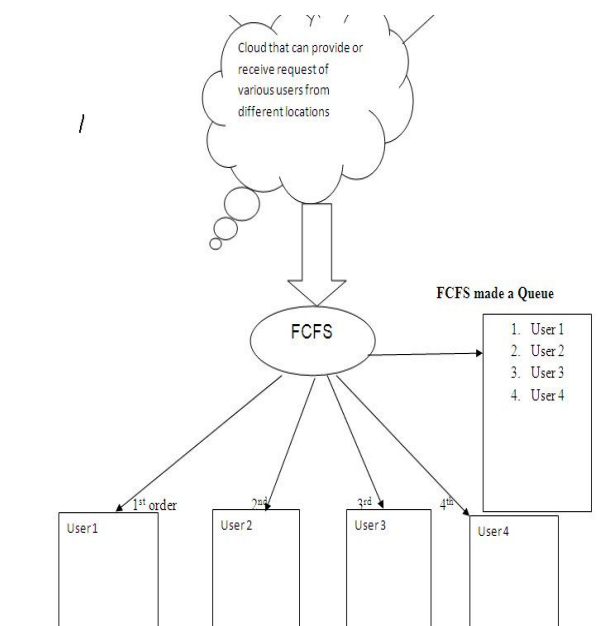 Cloud that can provide or
receive request of
various users from
different locations
FCFS made a Queue
FCFS
1. User 1
2. User 2
3. User 3
4. User 4
1st order
2nd
3rd
4th
User1
User2
User3
User4